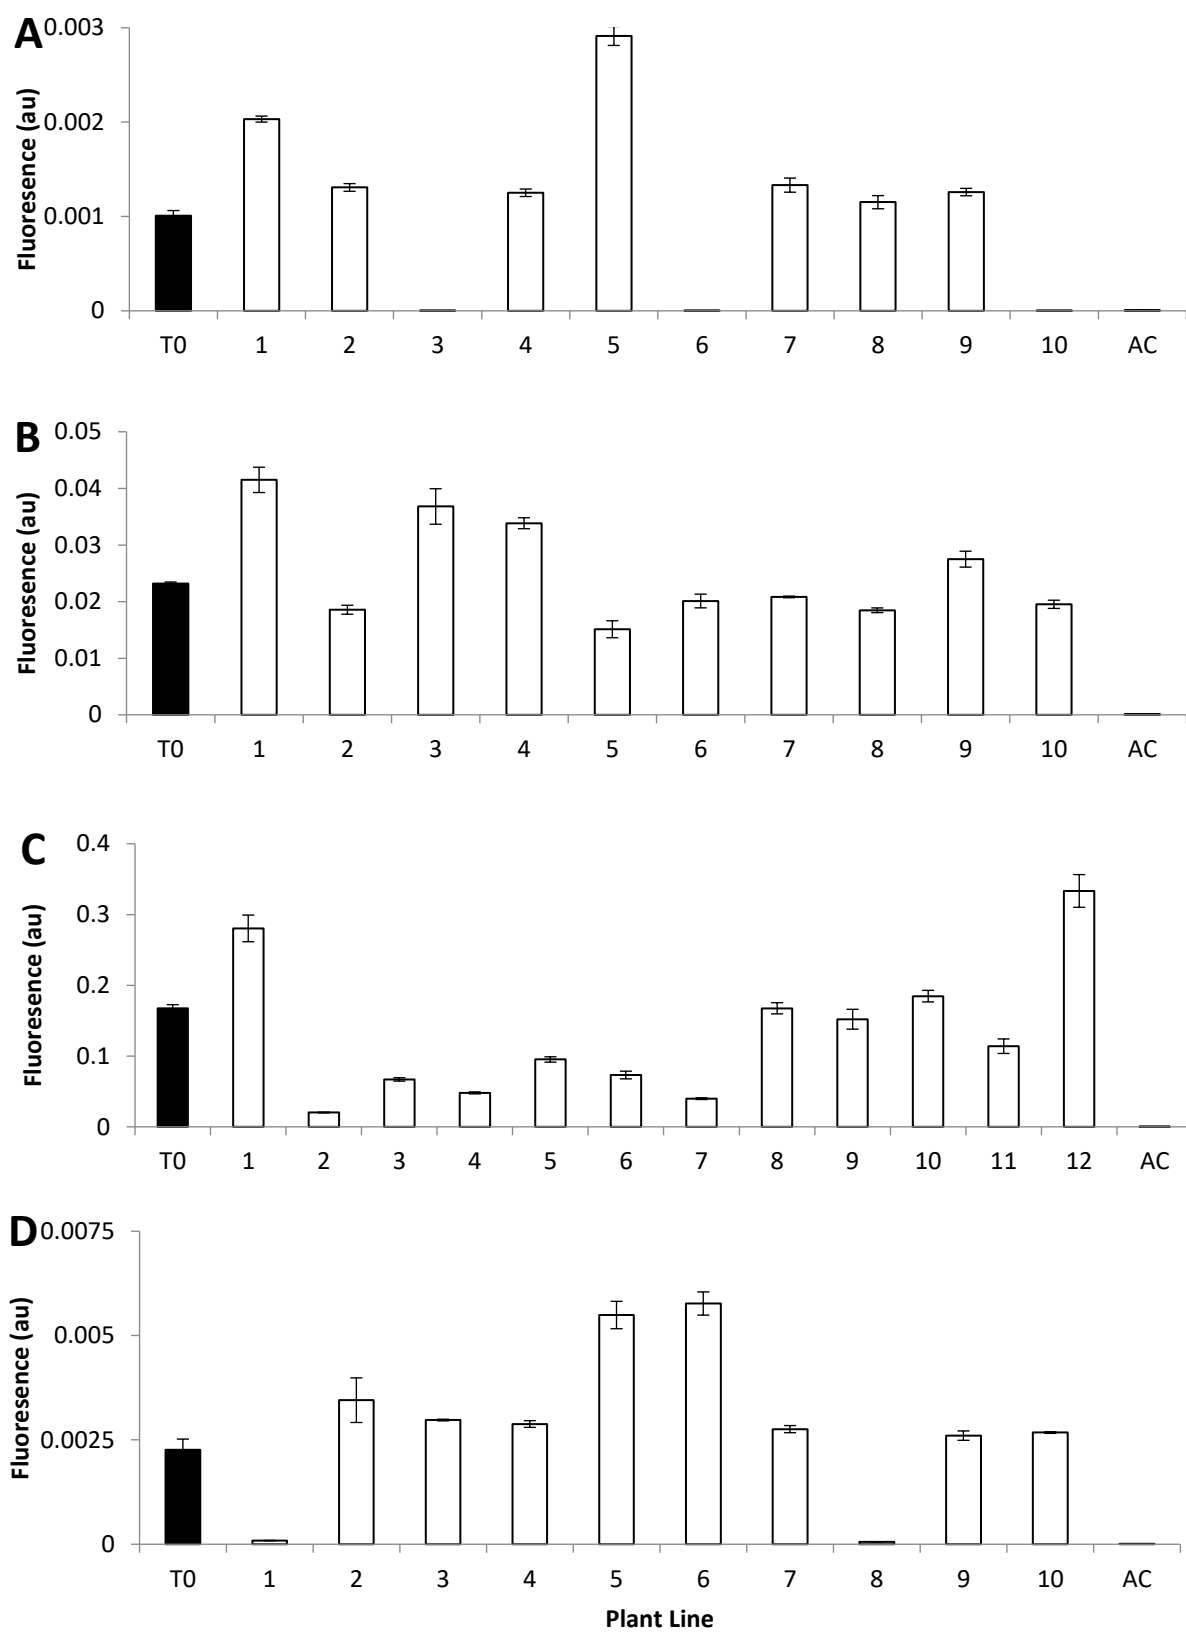 A
0.003
0.002
0.001
0
Fluoresence (au)
T0 1 2 3 4 5 6 7 8 9 10 AC
B
0.05
0.04
0.03
0.02
0.01
0
Fluoresence (au)
T0 1 2 3 4 5 6 7 8 9 10 AC
C
0.4
0.3
0.2
0.1
0
Fluoresence (au)
T0 1 2 3 4 5 6 7 8 9 10 11 12 AC
D
0.0075
0.005
0.0025
0
Fluoresence (au)
T0 1 2 3 4 5 6 7 8 9 10 AC
Plant Line